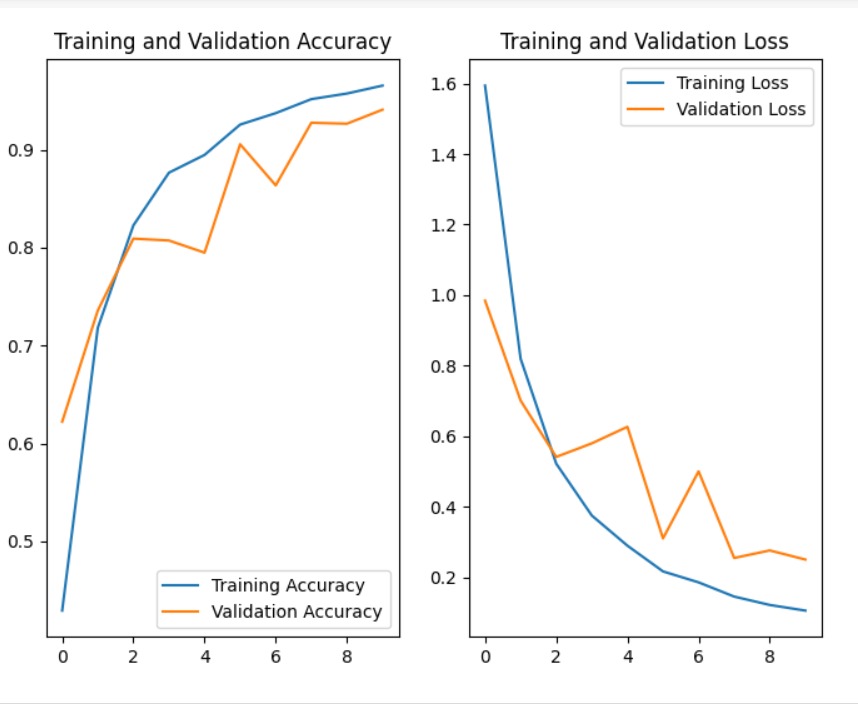 Training and Validation Accuracy
0.9
0.8
0.7
0.6
0.5
Training Accuracy
Validation Accuracy
0 2 4 6 8
Training and Validation Loss
Training Loss
Validation Loss
1.6
1.4
1.2
1.0
0.8
0.6
0.4
0.2
0 2 4 6 8